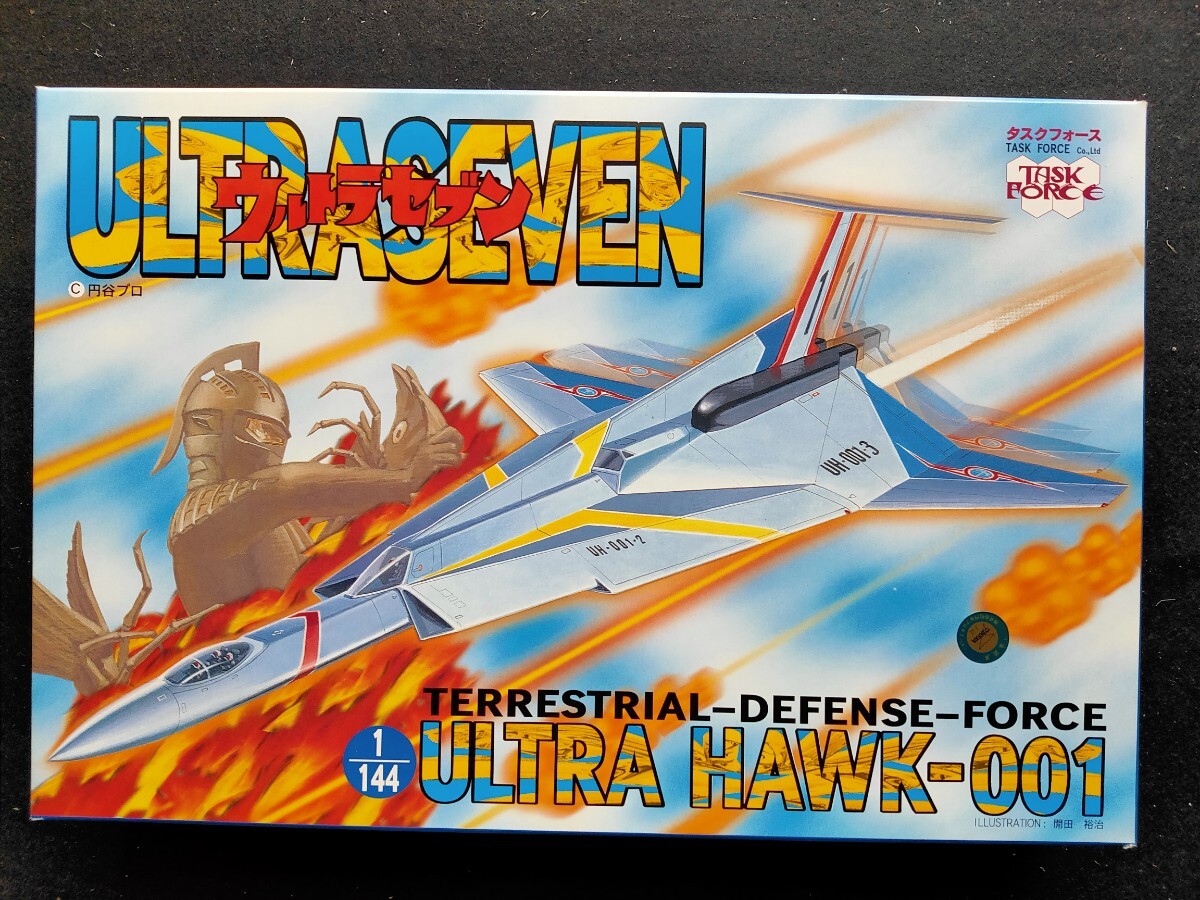 ULTRASEVEN
ウルトラセブン
© 円谷プロ
タスクフォース
TASK FORCE Co.,Ltd
TASK
FORCE
1
UH-001-3
UH-001-2
TERRESTRIAL-DEFENSE-FORCE
1
144
ULTRA HAWK-001
ILLUSTRATION: 開田 裕治